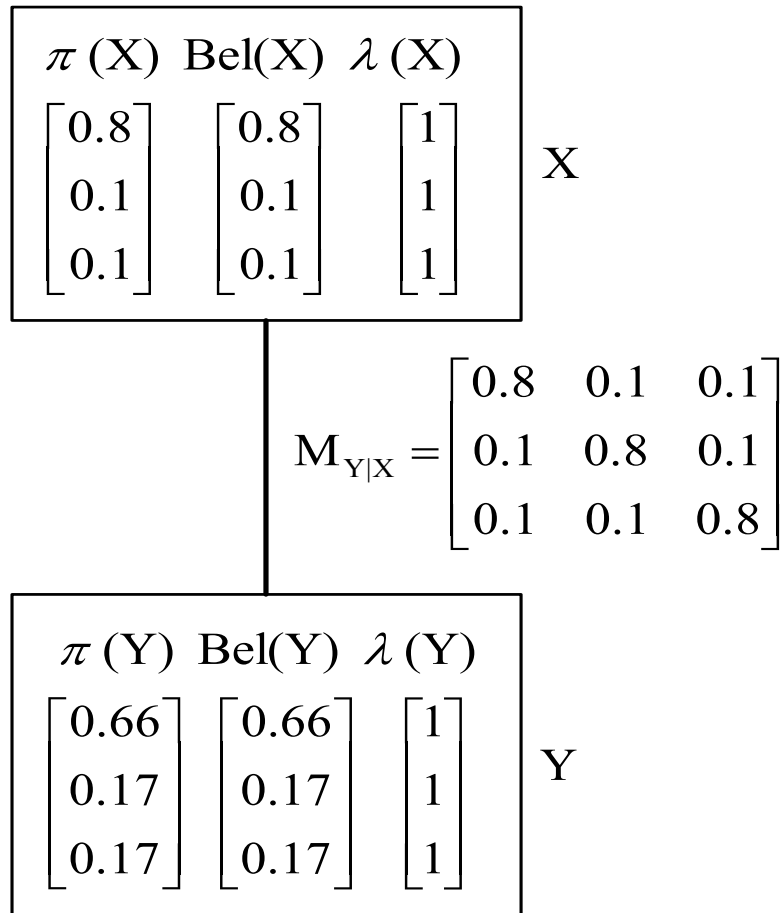 π (X) Bel(X) λ (X)
0.8 0.8 1
0.1 0.1 1
0.1 0.1 1
X
M Y|X = 0.8 0.1 0.1
0.1 0.8 0.1
0.1 0.1 0.8
π (Y) Bel(Y) λ (Y)
0.66 0.66 1
0.17 0.17 1
0.17 0.17 1
Y